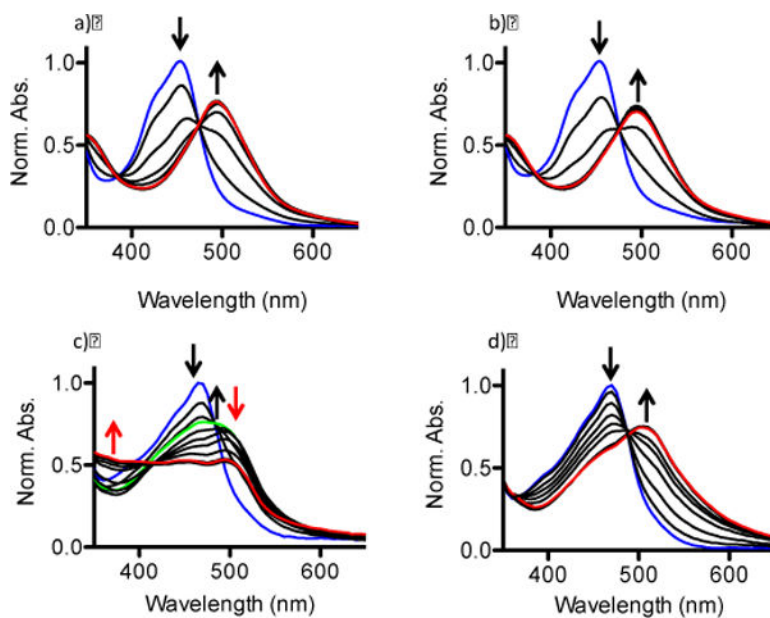 a)⍰ b)⍰
1.0 1.0
Norm. Abs. Norm. Abs.
0.5 0.5
0.0 0.0
400 500 600 400 500 600
Wavelength (nm) Wavelength (nm)
c)⍰ d)⍰
1.0 1.0
Norm. Abs. Norm. Abs.
0.5 0.5
0.0 0.0
400 500 600 400 500 600
Wavelength (nm) Wavelength (nm)